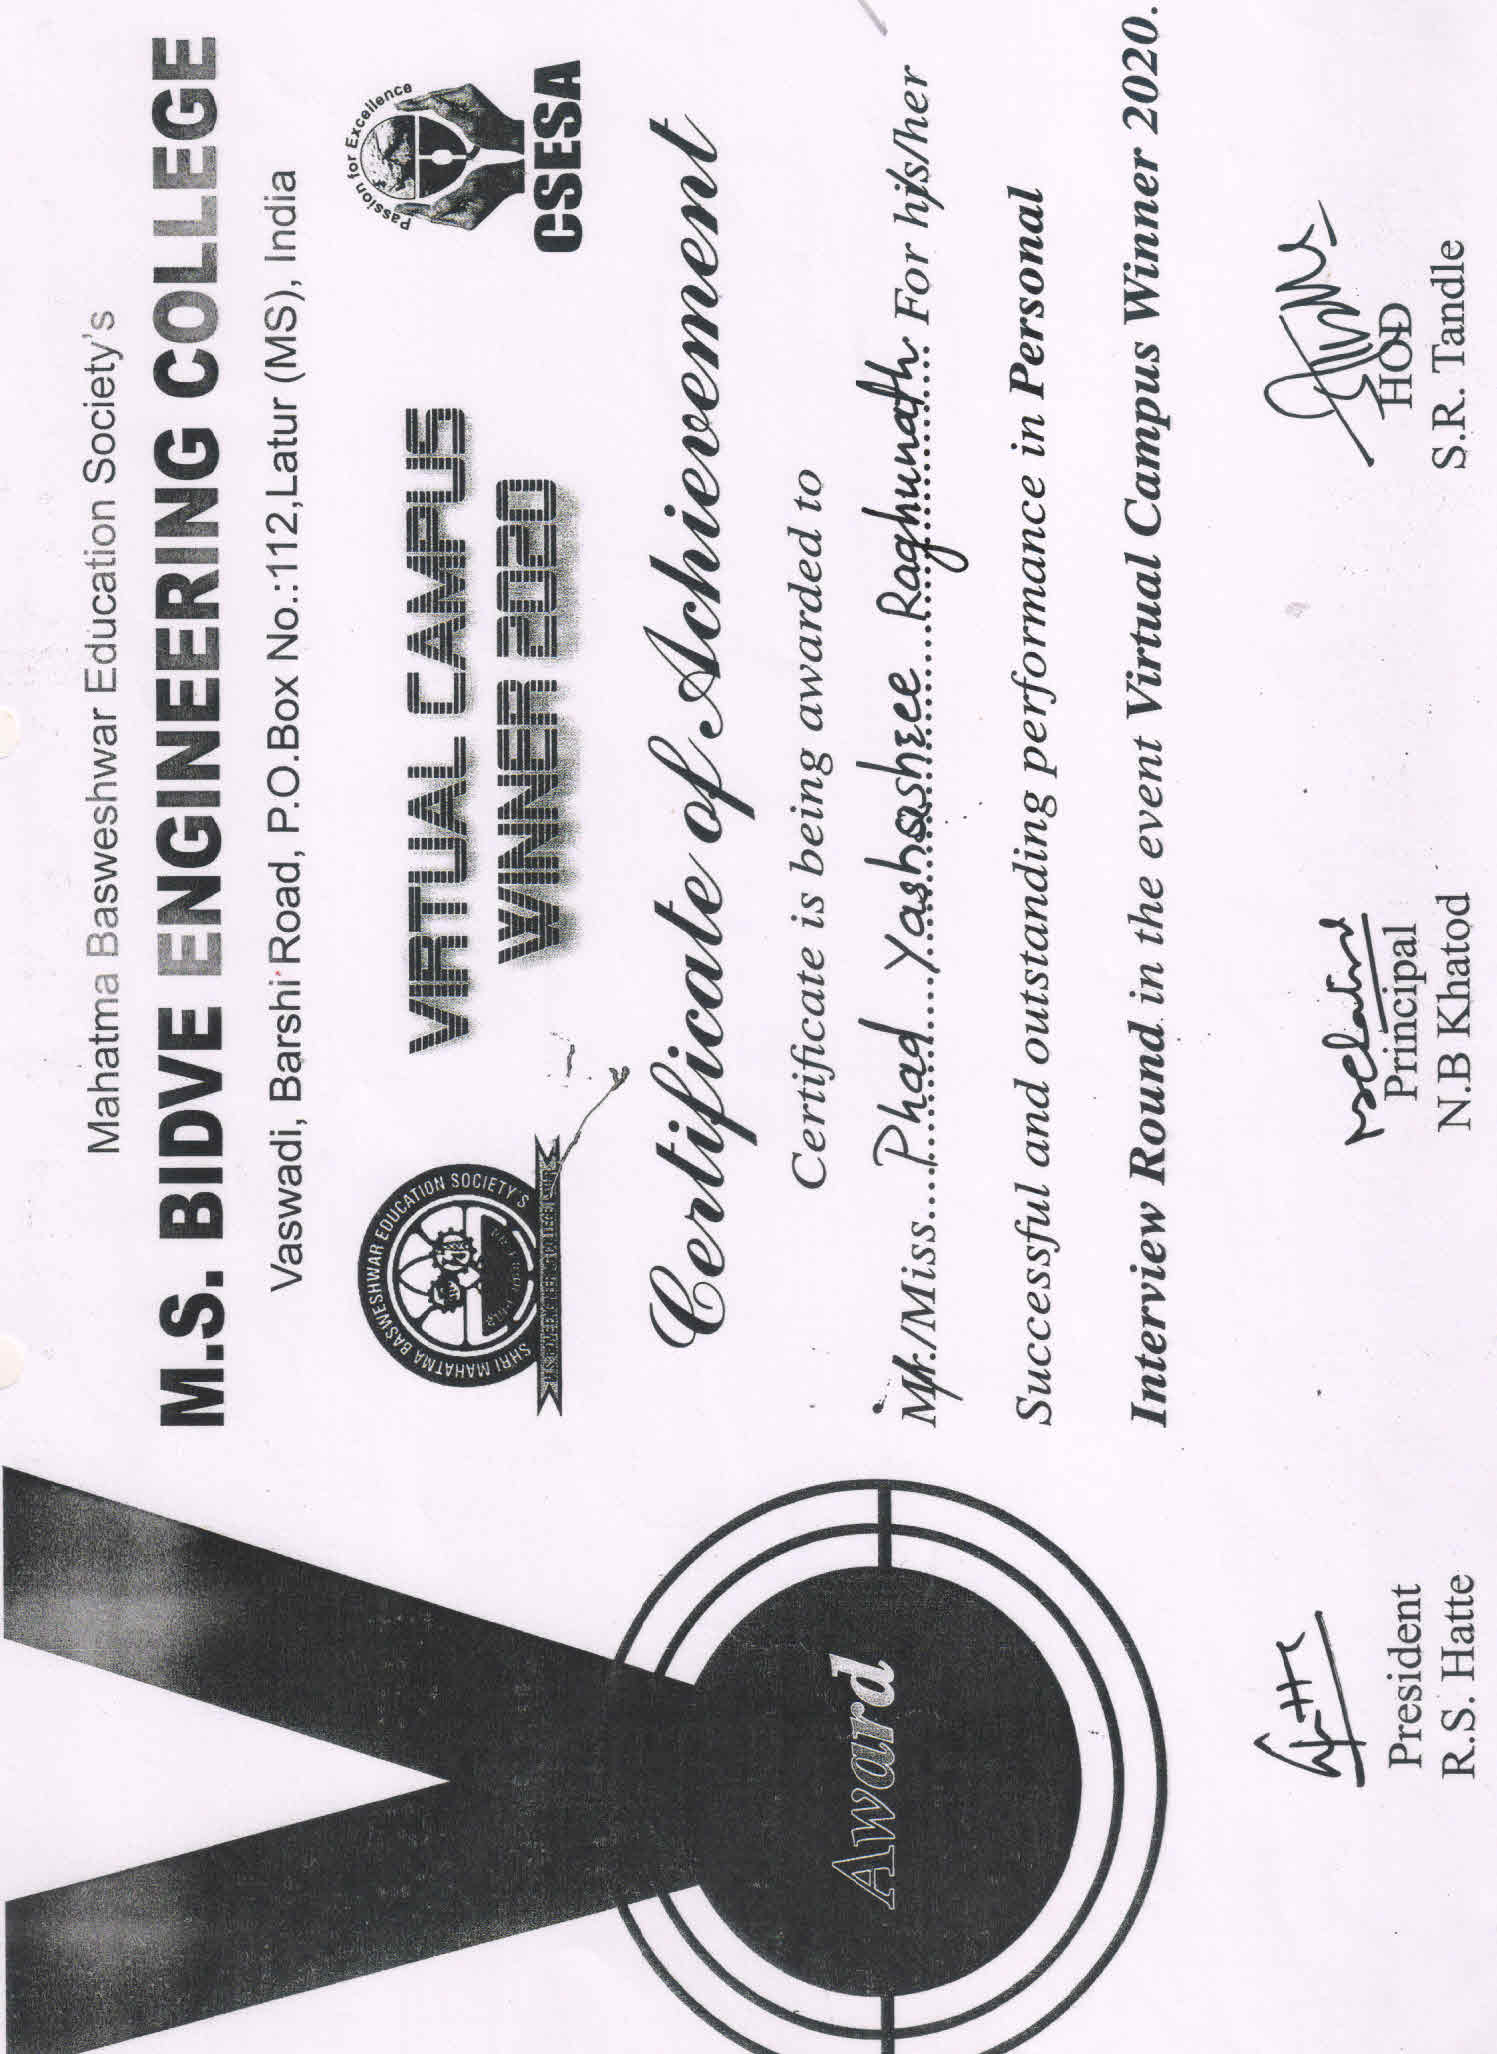 Mahatma Basweshwar Education Society's
M.S. BIDVE ENGINEERING COLLEGE
Vaswadi, Barshi Road, P.O.Box No.:112,Latur (MS), India
SHRI MAHATMA BASWESHWAR EDUCATION SOCIETY'S
VIRTUAL CAMPUS
WINNER 2020
Passion for Excellence
CSESA
Certificate of Achievement
Certificate is being awarded to
Mr./Miss......Phad....Yashashree..Raghunath. For his/her
Successful and outstanding performance in Personal
Interview Round in the event Virtual Campus Winner 2020.
Award
President
R.S. Hatte
Principal
N.B Khatod
HOD
S.R. Tandle